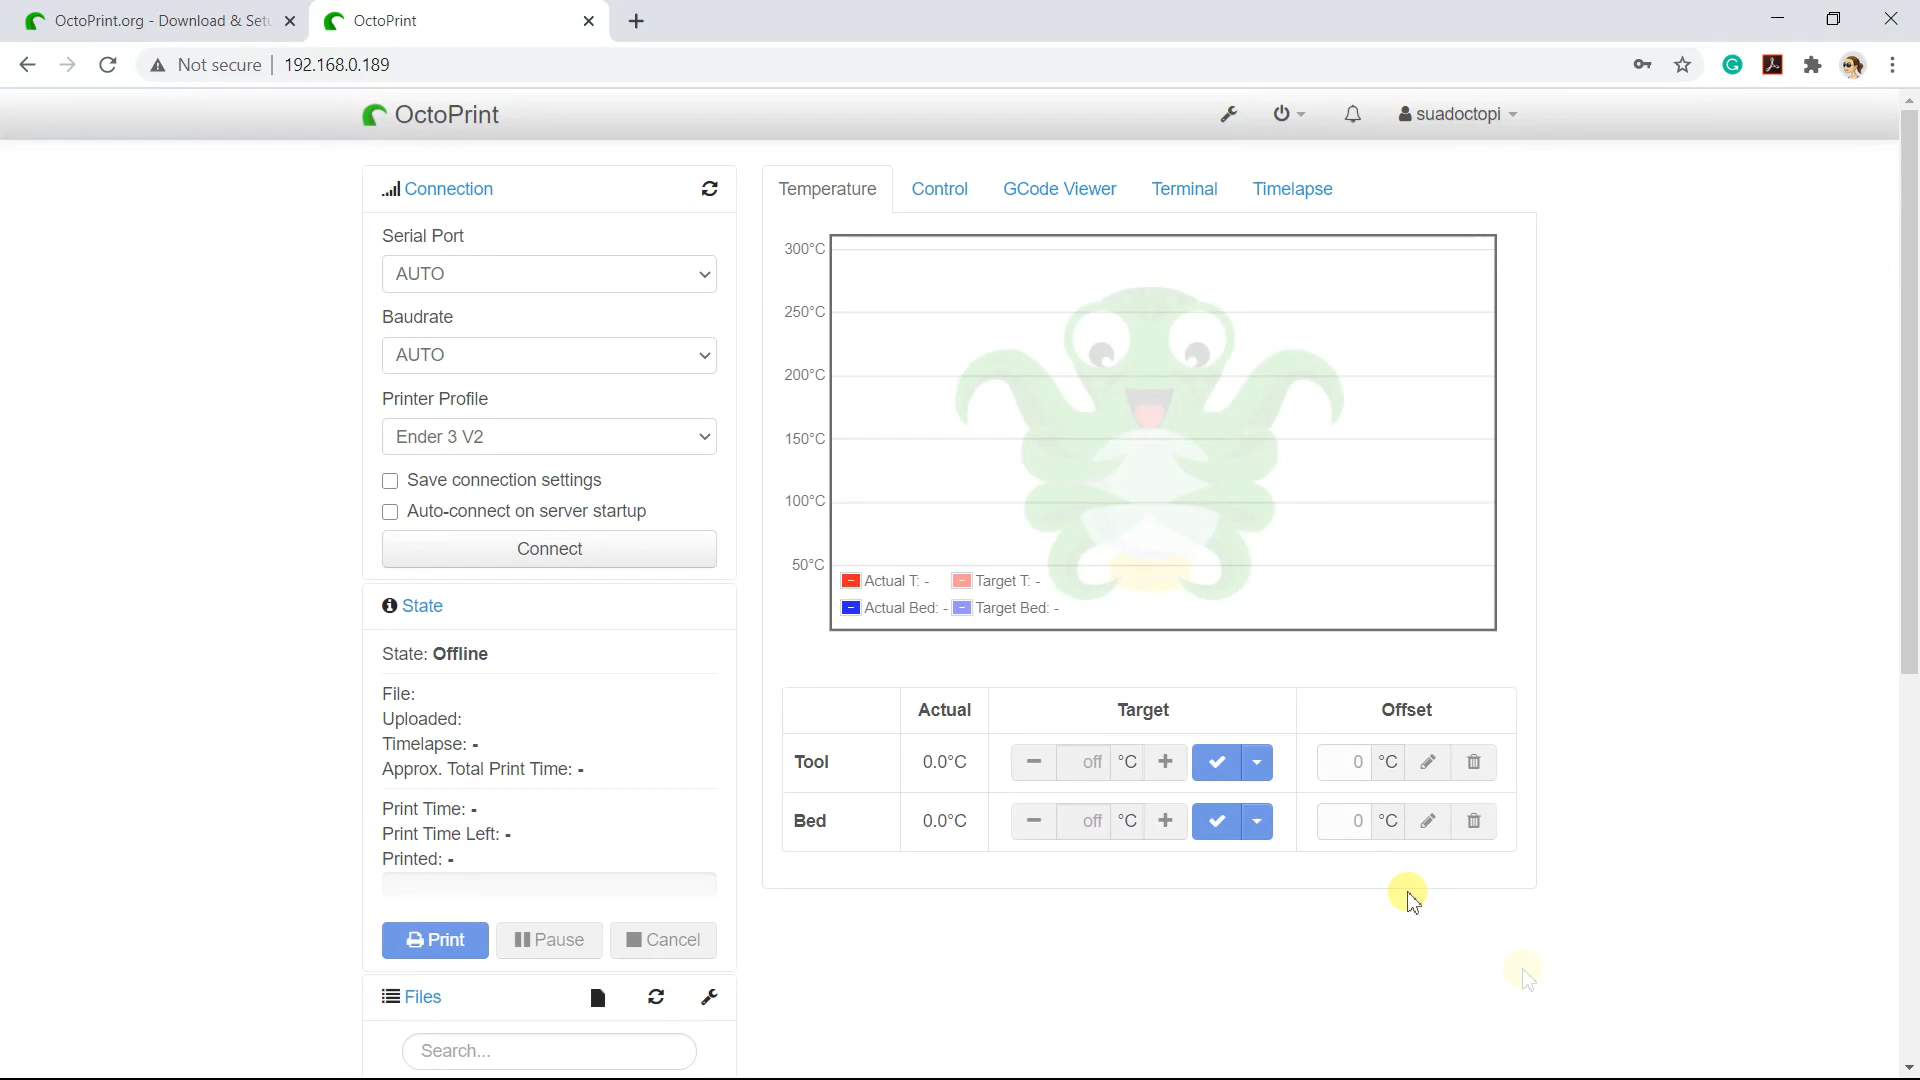 OctoPrint.org - Download & Setu
OctoPrint
Not secure
192.168.0.189
OctoPrint
suadoctopi
Connection
Serial Port
AUTO
Baudrate
AUTO
Printer Profile
Ender 3 V2
Save connection settings
Auto-connect on server startup
Connect
State
State: Offline
File:
Uploaded:
Timelapse: -
Approx. Total Print Time: -
Print Time: -
Print Time Left: -
Printed: -
Print
Pause
Cancel
Files
Search...
Temperature
Control
GCode Viewer
Terminal
Timelapse
300°C
250°C
200°C
150°C
100°C
50°C
Actual T: -
Target T: -
Actual Bed: -
Target Bed: -
Actual
Target
Offset
Tool
0.0°C
off
°C
0
°C
Bed
0.0°C
off
°C
0
°C